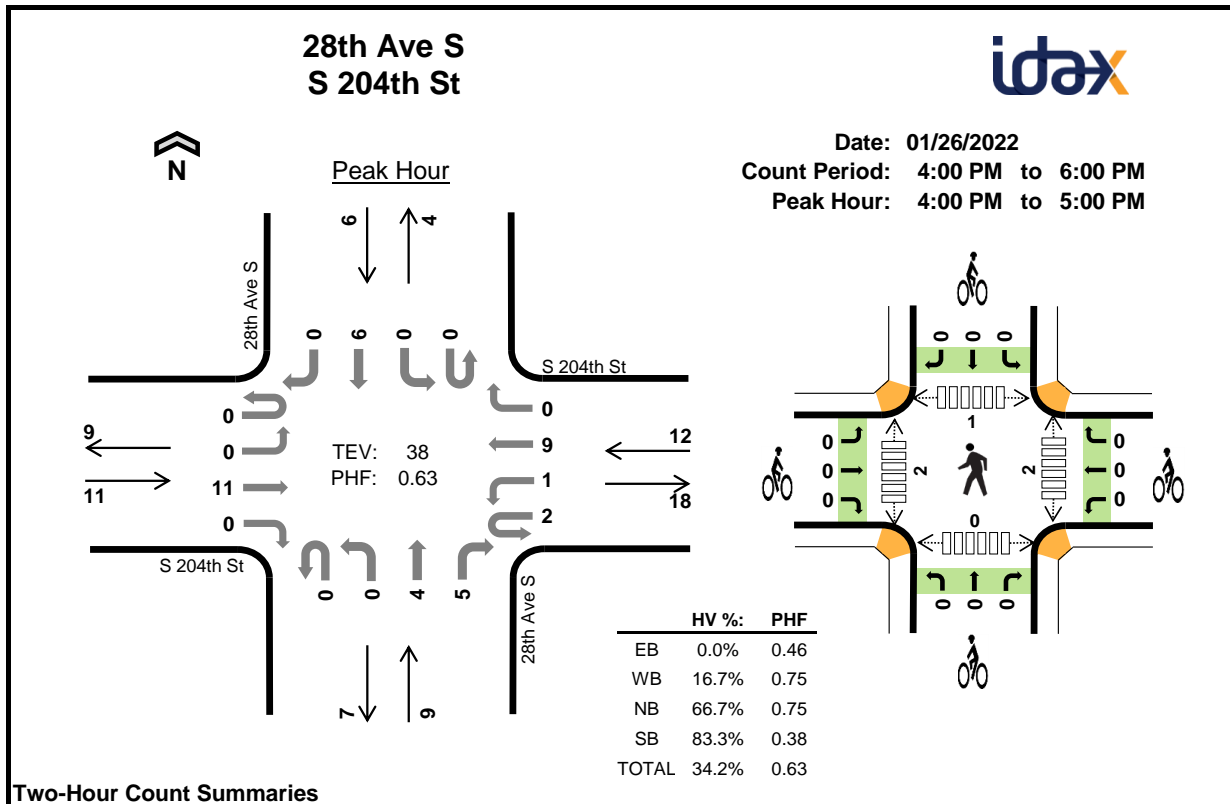 28th Ave S
S 204th St
idax
N
Peak Hour
Date: 01/26/2022
Count Period: 4:00 PM to 6:00 PM
Peak Hour: 4:00 PM to 5:00 PM
6
4
28th Ave S
0
6
0
0
S 204th St
0
0
9
0
9
12
TEV: 38
PHF: 0.63
11
11
1
18
0
2
S 204th St
0
0
4
5
28th Ave S
7
9
0
0
0
1
0
0
0
2
2
0
0
0
0
0
0
0
HV %: PHF
EB 0.0% 0.46
WB 16.7% 0.75
NB 66.7% 0.75
SB 83.3% 0.38
TOTAL 34.2% 0.63
Two-Hour Count Summaries